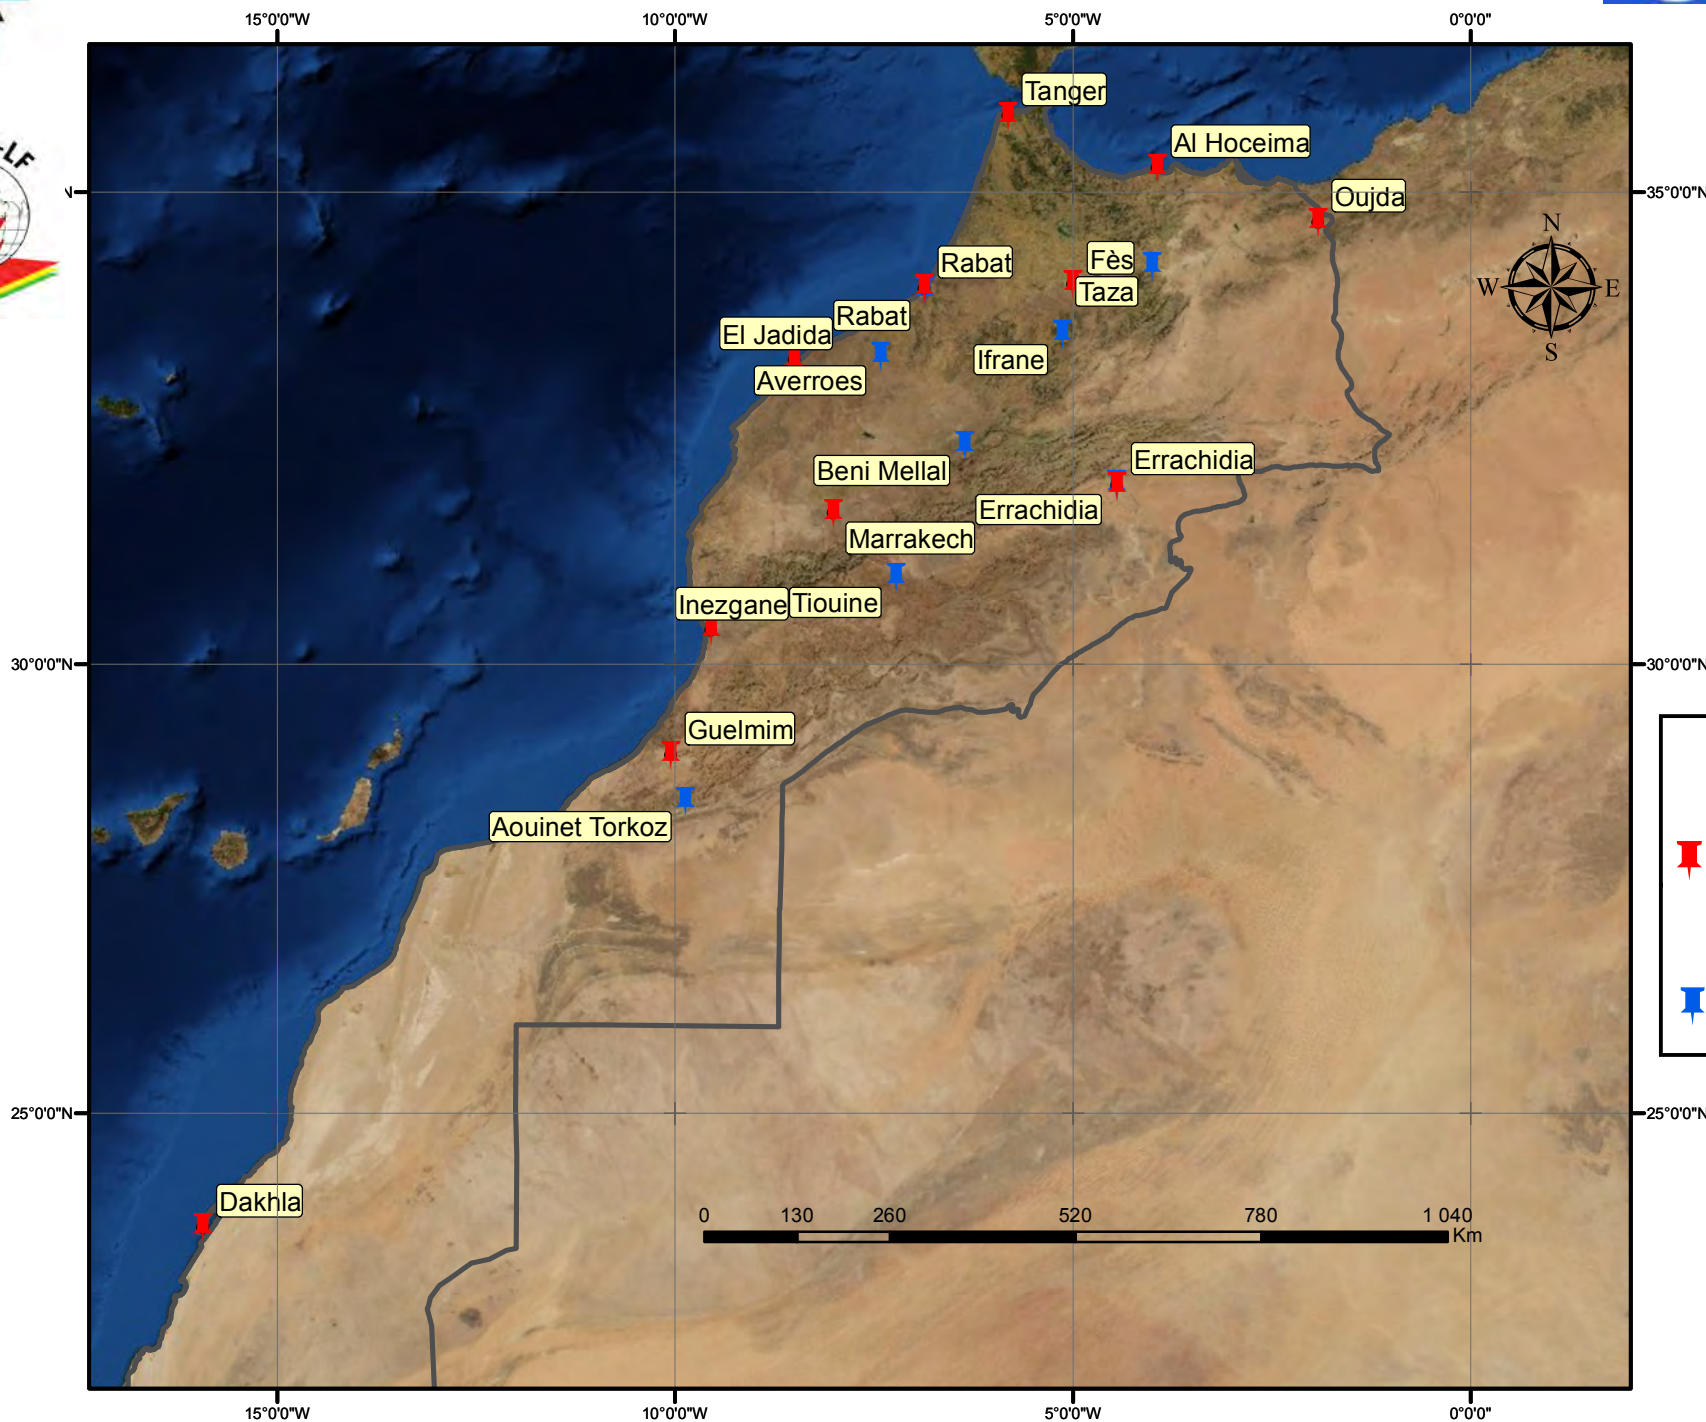 15°0'0"W
10°0'0"W
5°0'0"W
0°0'0"
Tanger
Al Hoceima
35°0'0"N
Oujda
N
Rabat
Fès
W
E
Taza
Rabat
El Jadida
S
Ifrane
Averroes
Errachidia
Beni Mellal
Errachidia
Marrakech
Inezgane
Tiouine
30°0'0"N
30°0'0"N
Guelmim
Aouinet Torkoz
25°0'0"N
25°0'0"N
Dakhla
0
130
260
520
780
1 040
Km
15°0'0"W
10°0'0"W
5°0'0"W
0°0'0"